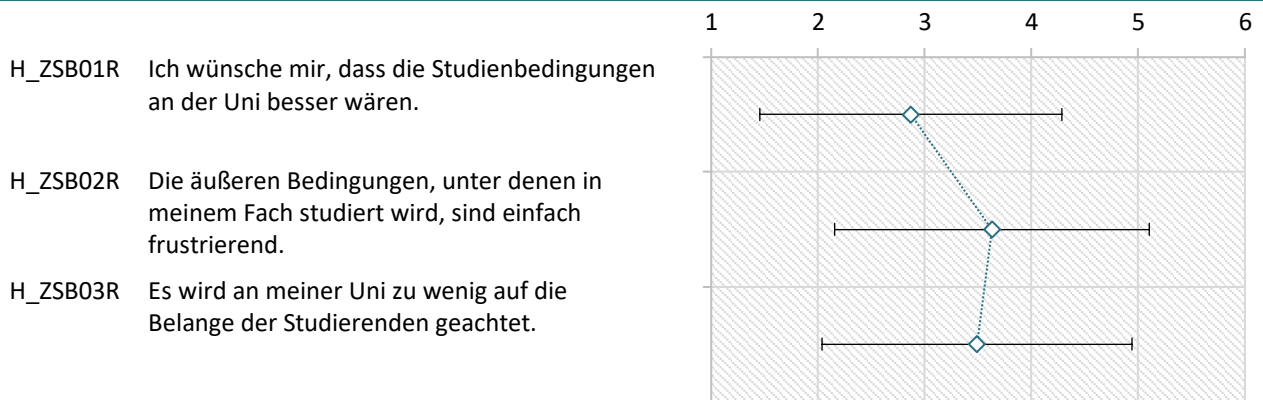 1 2 3 4 5 6
H_ZSB01R Ich wünsche mir, dass die Studienbedingungen
an der Uni besser wären.
H_ZSB02R Die äußeren Bedingungen, unter denen in
meinem Fach studiert wird, sind einfach
frustrierend.
H_ZSB03R Es wird an meiner Uni zu wenig auf die
Belange der Studierenden geachtet.